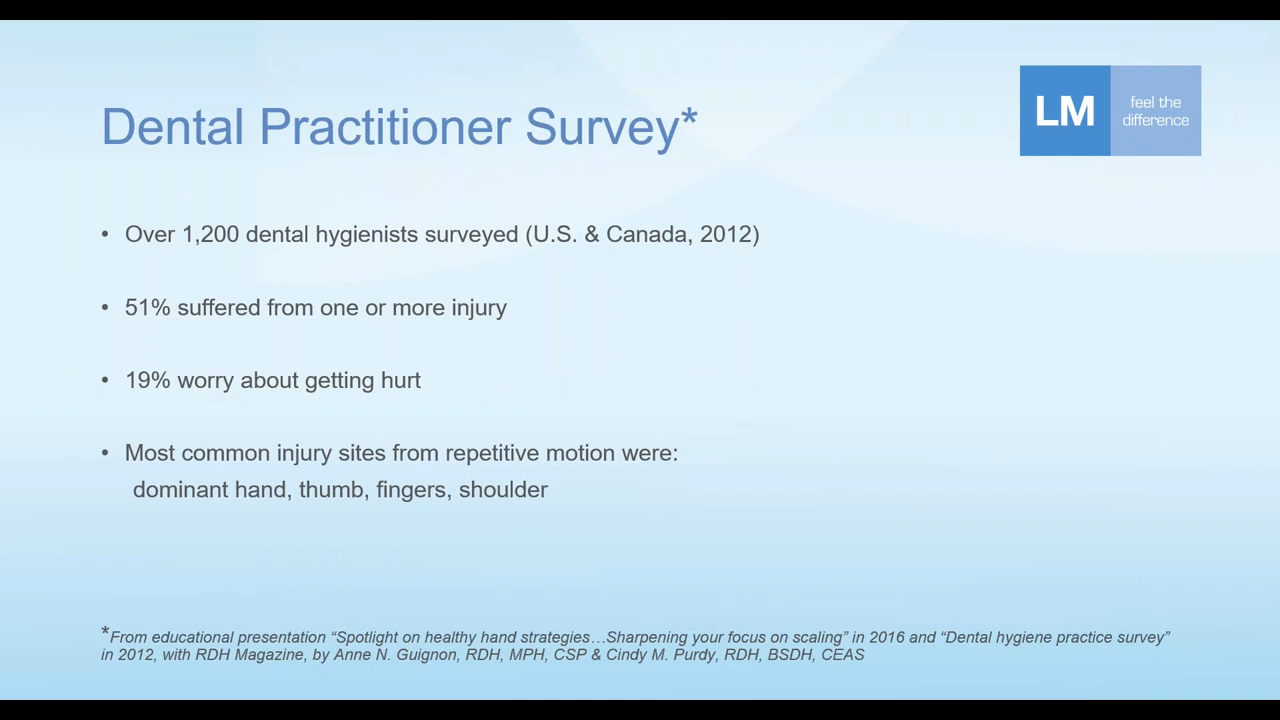 LM
feel the
difference
Dental Practitioner Survey*
• Over 1,200 dental hygienists surveyed (U.S. & Canada, 2012)
• 51% suffered from one or more injury
• 19% worry about getting hurt
• Most common injury sites from repetitive motion were:
dominant hand, thumb, fingers, shoulder
*From educational presentation “Spotlight on healthy hand strategies…Sharpening your focus on scaling” in 2016 and “Dental hygiene practice survey”
in 2012, with RDH Magazine, by Anne N. Guignon, RDH, MPH, CSP & Cindy M. Purdy, RDH, BSDH, CEAS